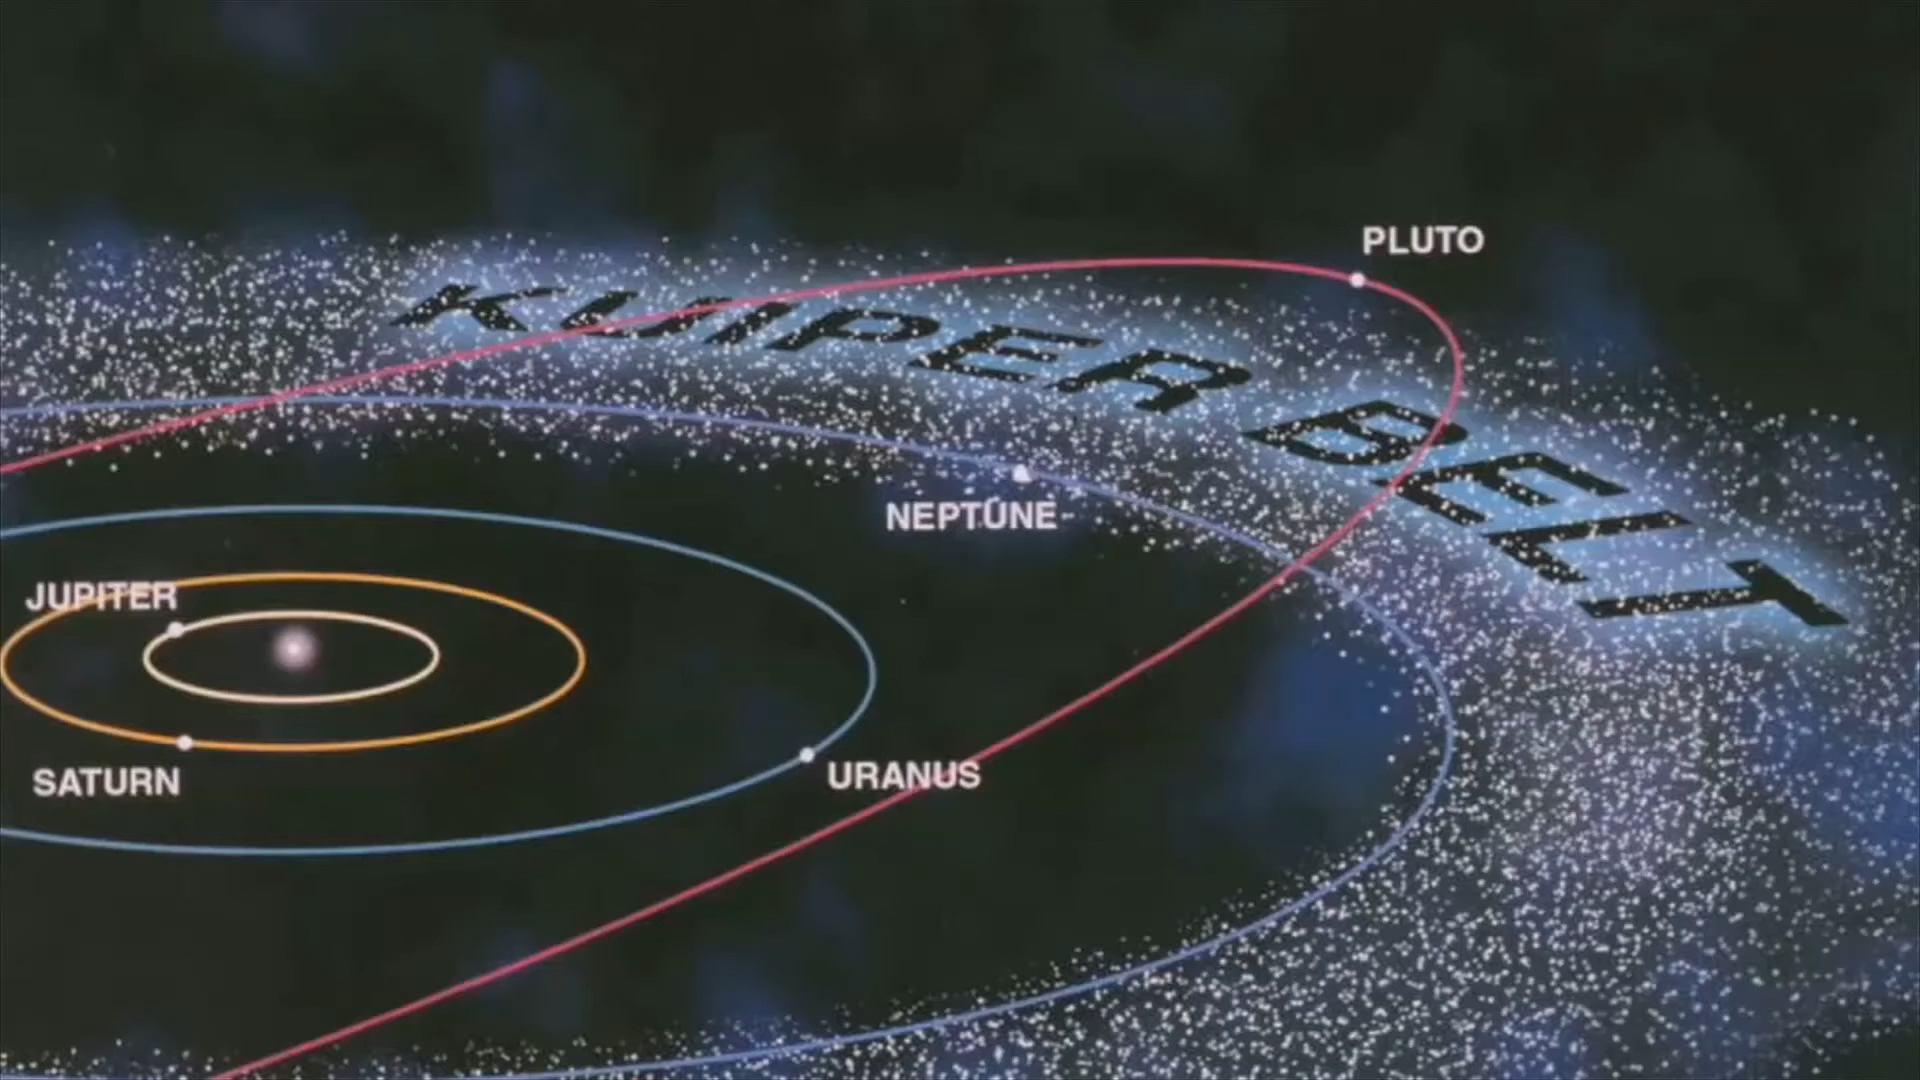 PLUTO
KUIPER BELT
NEPTUNE
JUPITER
SATURN
URANUS